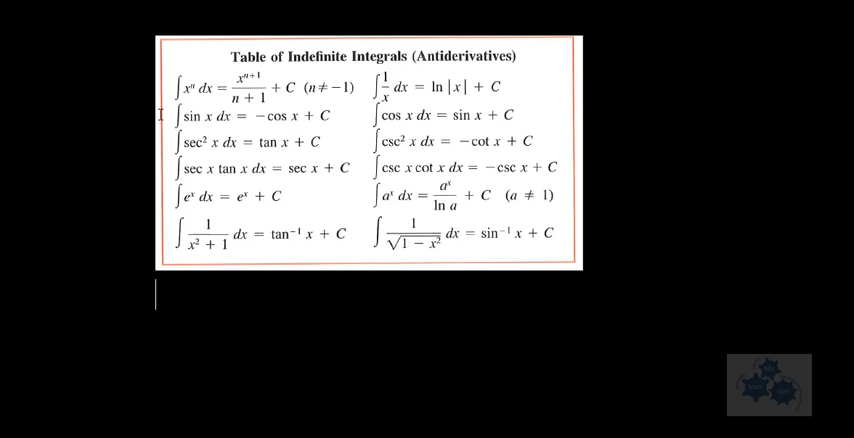 Table of Indefinite Integrals (Antiderivatives)
∫ xⁿ dx = xⁿ⁺¹/(n + 1) + C (n ≠ −1) ∫ 1/x dx = ln |x| + C
∫ sin x dx = −cos x + C ∫ cos x dx = sin x + C
∫ sec² x dx = tan x + C ∫ csc² x dx = −cot x + C
∫ sec x tan x dx = sec x + C ∫ csc x cot x dx = −csc x + C
∫ eˣ dx = eˣ + C ∫ aˣ dx = aˣ/ln a + C (a ≠ 1)
∫ 1/(x² + 1) dx = tan⁻¹ x + C ∫ 1/√(1 − x²) dx = sin⁻¹ x + C